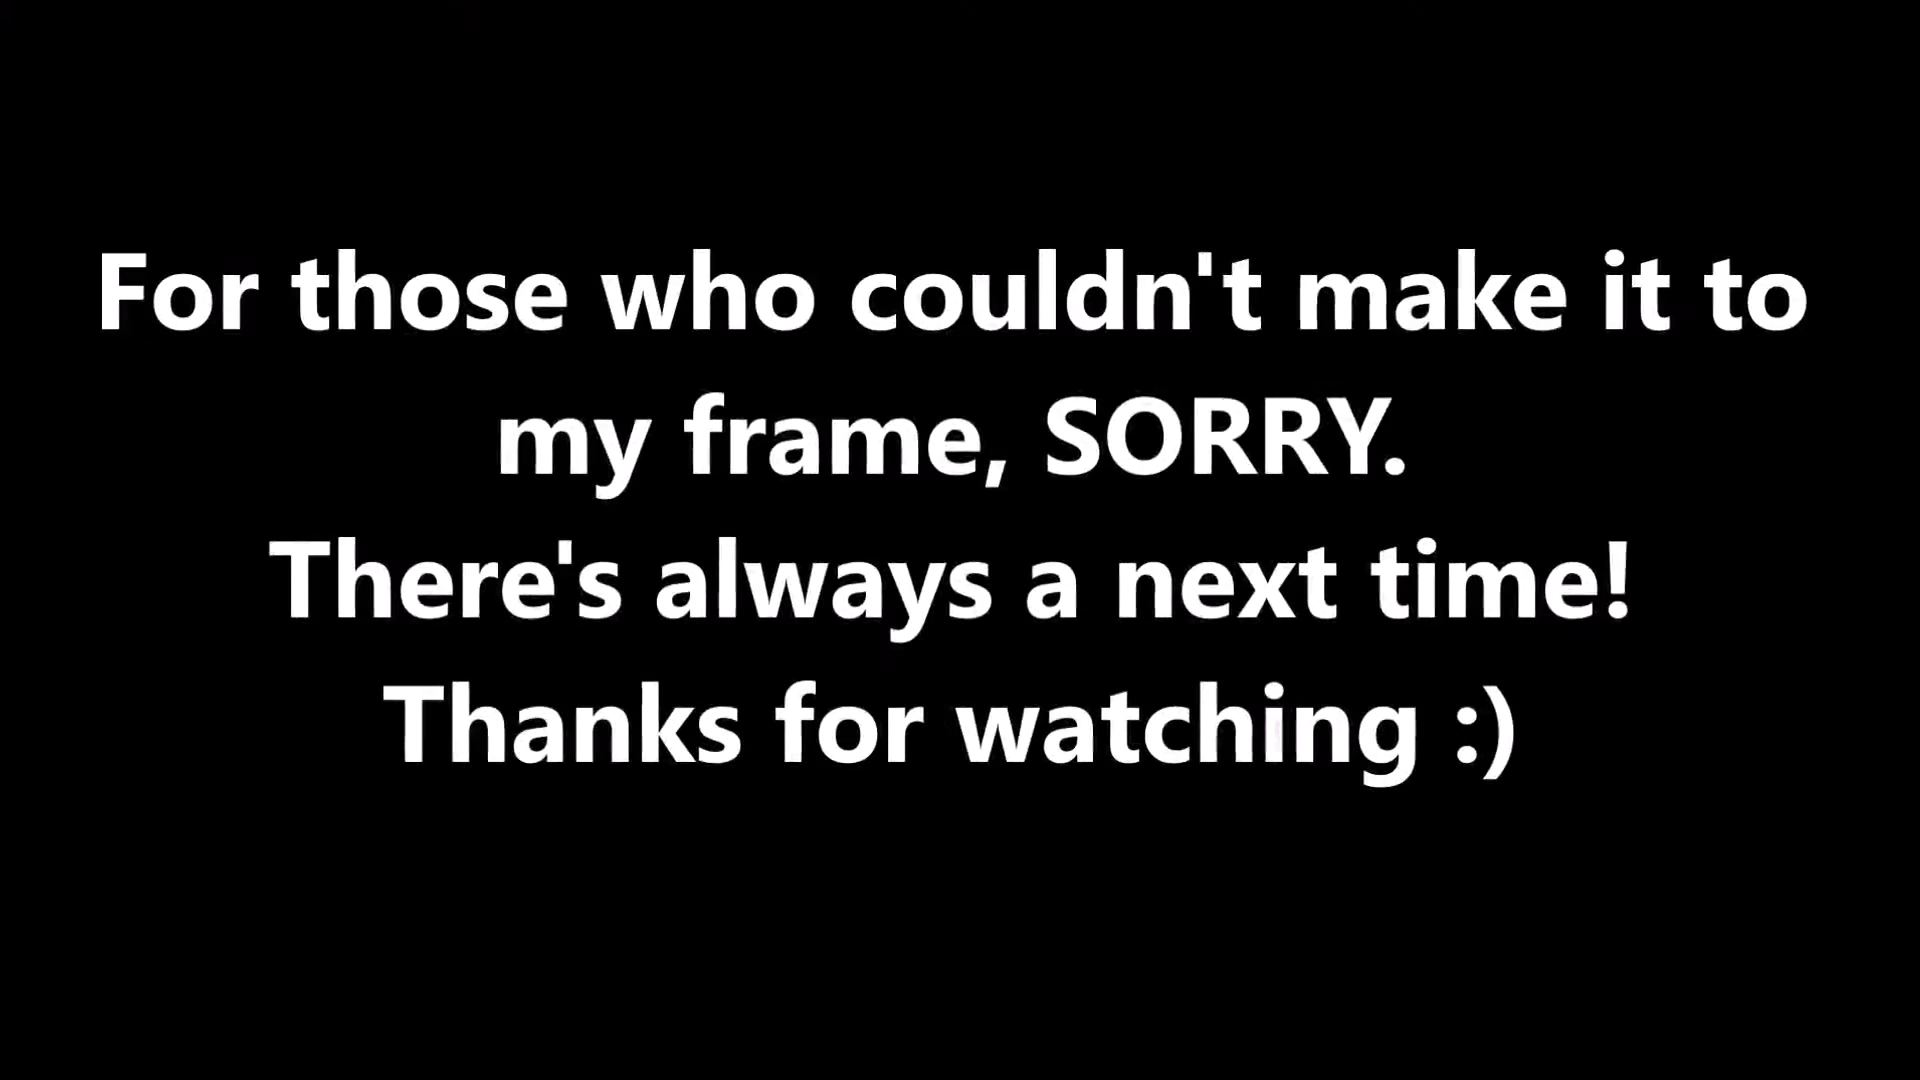 For those who couldn't make it to
my frame, SORRY.
There's always a next time!
Thanks for watching :)